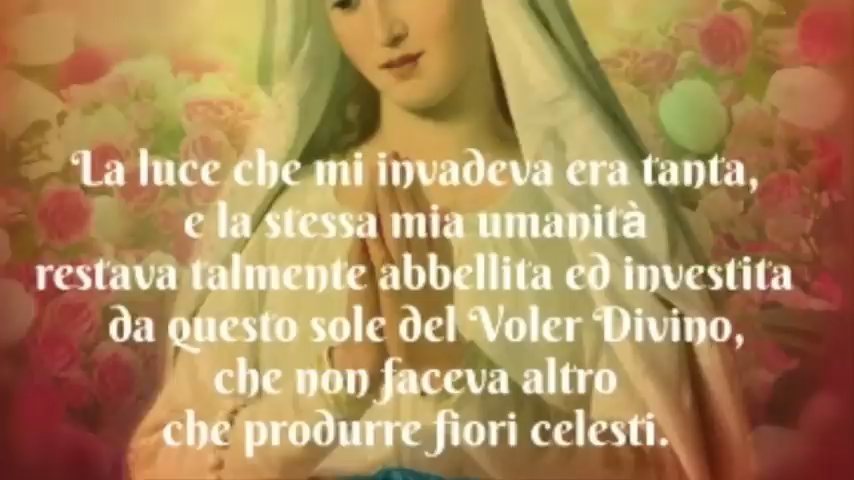 La luce che mi invadeva era tanta,
e la stessa mia umanità
restava talmente abbellita ed investita
da questo sole del Voler Divino,
che non faceva altro
che produrre fiori celesti.